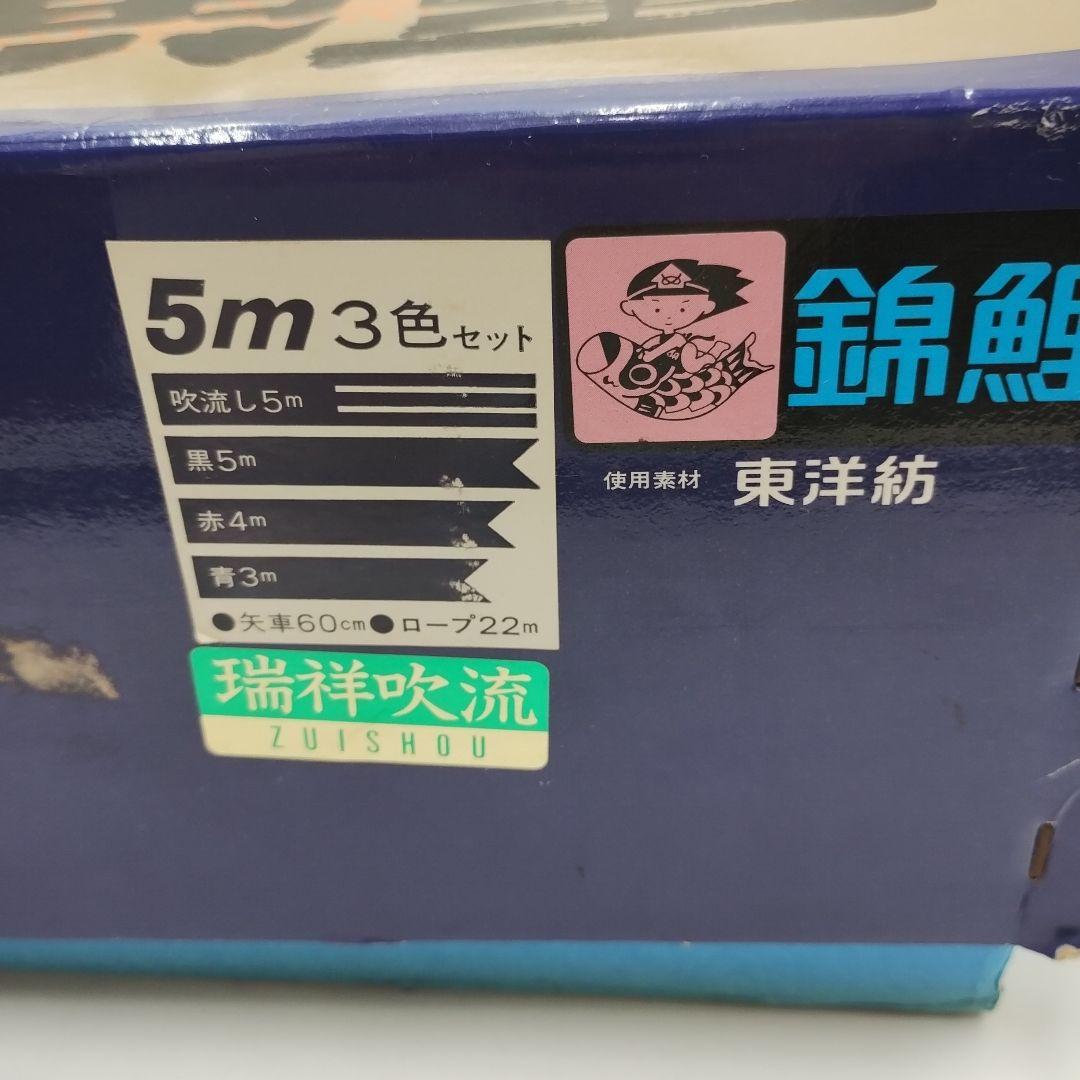 5m 3色セット
吹流し5m
黒5m
赤4m
青3m
●矢車60cm●ロープ22m
瑞祥吹流
ZUISHOU
錦鯉
使用素材 東洋紡